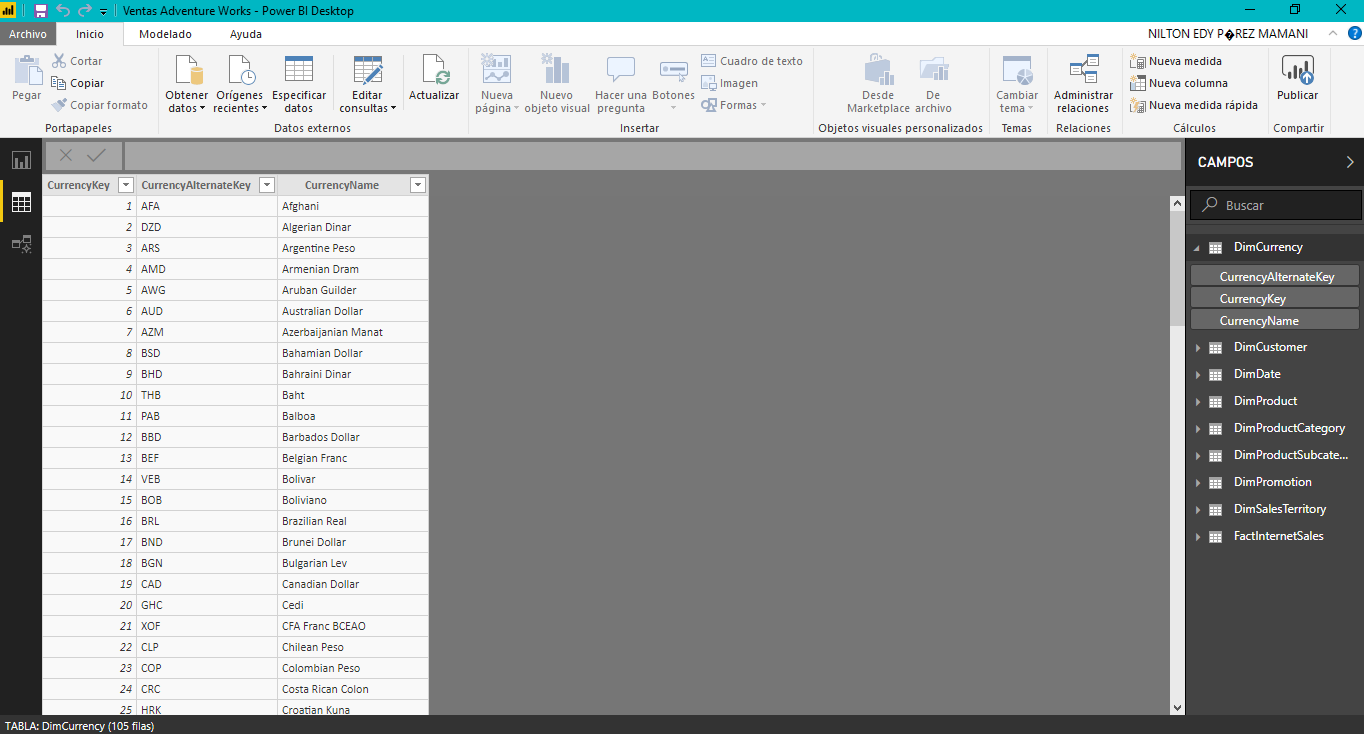 Ventas Adventure Works - Power BI Desktop
Archivo Inicio Modelado Ayuda NILTON EDY P�REZ MAMANI
Pegar
Cortar
Copiar
Copiar formato
Portapapeles
Obtener datos
Orígenes recientes
Especificar datos
Editar consultas
Datos externos
Actualizar
Nueva página
Nuevo objeto visual
Hacer una pregunta
Botones
Cuadro de texto
Imagen
Formas
Insertar
Desde Marketplace
De archivo
Objetos visuales personalizados
Cambiar tema
Temas
Administrar relaciones
Relaciones
Nueva medida
Nueva columna
Nueva medida rápida
Cálculos
Publicar
Compartir
CurrencyKey CurrencyAlternateKey CurrencyName
1 AFA Afghani
2 DZD Algerian Dinar
3 ARS Argentine Peso
4 AMD Armenian Dram
5 AWG Aruban Guilder
6 AUD Australian Dollar
7 AZM Azerbaijanian Manat
8 BSD Bahamian Dollar
9 BHD Bahraini Dinar
10 THB Baht
11 PAB Balboa
12 BBD Barbados Dollar
13 BEF Belgian Franc
14 VEB Bolivar
15 BOB Boliviano
16 BRL Brazilian Real
17 BND Brunei Dollar
18 BGN Bulgarian Lev
19 CAD Canadian Dollar
20 GHC Cedi
21 XOF CFA Franc BCEAO
22 CLP Chilean Peso
23 COP Colombian Peso
24 CRC Costa Rican Colon
25 HRK Croatian Kuna
CAMPOS
Buscar
DimCurrency
CurrencyAlternateKey
CurrencyKey
CurrencyName
DimCustomer
DimDate
DimProduct
DimProductCategory
DimProductSubcate...
DimPromotion
DimSalesTerritory
FactInternetSales
TABLA: DimCurrency (105 filas)